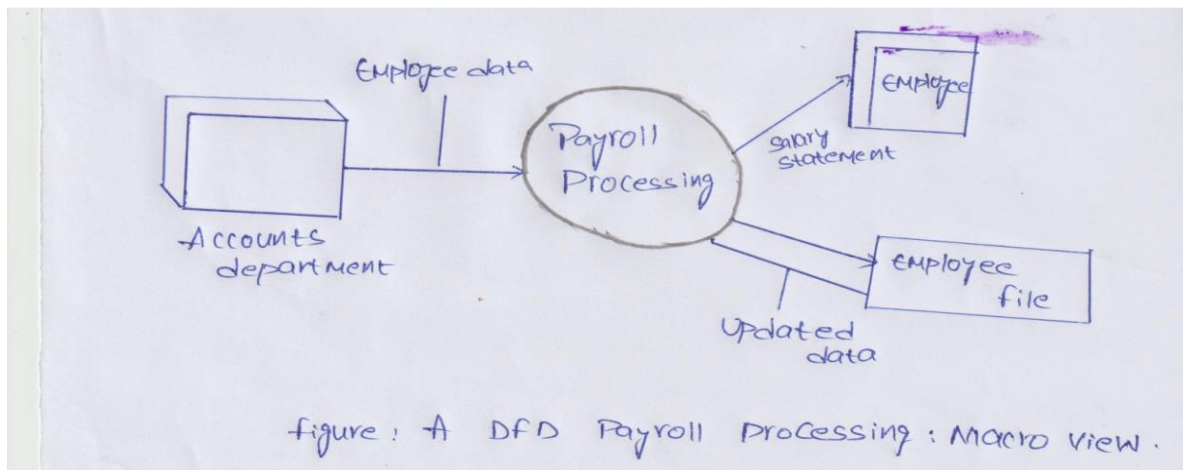 Employee data
Payroll
Processing
Employee
Salary
statement
Accounts
department
Employee
file
Updated
data
figure: A DFD Payroll Processing: Macro view.